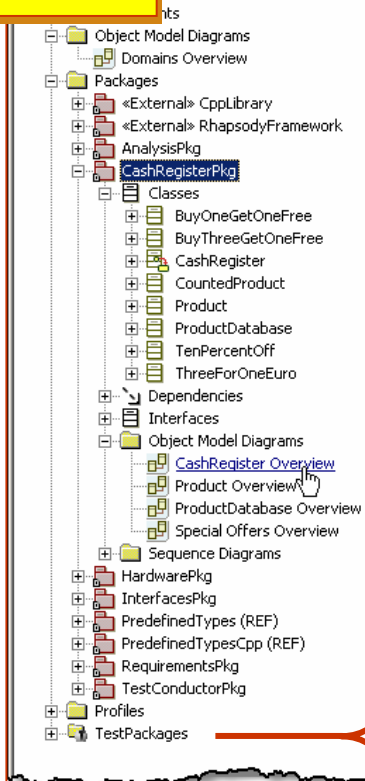 nts
Object Model Diagrams
Domains Overview
Packages
«External» CppLibrary
«External» RhapsodyFramework
AnalysisPkg
CashRegisterPkg
Classes
BuyOneGetOneFree
BuyThreeGetOneFree
CashRegister
CountedProduct
Product
ProductDatabase
TenPercentOff
ThreeForOneEuro
Dependencies
Interfaces
Object Model Diagrams
CashRegister Overview
Product Overview
ProductDatabase Overview
Special Offers Overview
Sequence Diagrams
HardwarePkg
InterfacesPkg
PredefinedTypes (REF)
PredefinedTypesCpp (REF)
RequirementsPkg
TestConductorPkg
Profiles
TestPackages